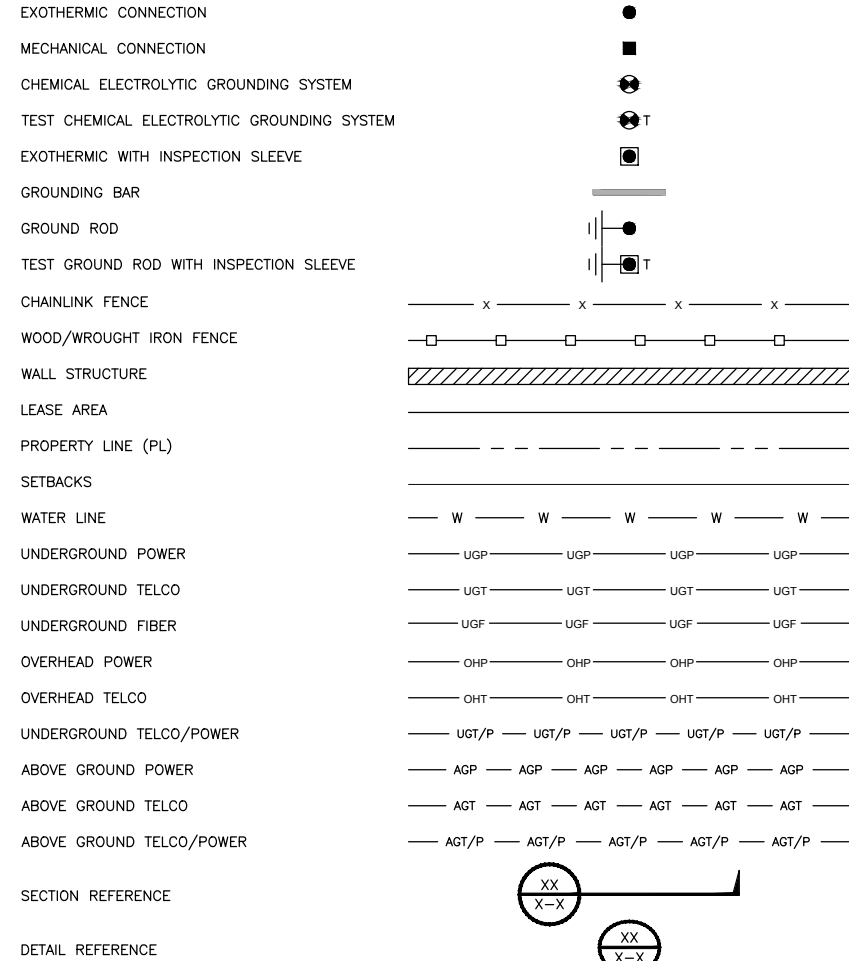 EXOTHERMIC CONNECTION
MECHANICAL CONNECTION
CHEMICAL ELECTROLYTIC GROUNDING SYSTEM
TEST CHEMICAL ELECTROLYTIC GROUNDING SYSTEM T
EXOTHERMIC WITH INSPECTION SLEEVE
GROUNDING BAR
GROUND ROD
TEST GROUND ROD WITH INSPECTION SLEEVE T
CHAINLINK FENCE X X X X
WOOD/WROUGHT IRON FENCE
WALL STRUCTURE
LEASE AREA
PROPERTY LINE (PL)
SETBACKS
WATER LINE W W W W W
UNDERGROUND POWER UGP UGP UGP UGP
UNDERGROUND TELCO UGT UGT UGT UGT
UNDERGROUND FIBER UGF UGF UGF UGF
OVERHEAD POWER OHP OHP OHP OHP
OVERHEAD TELCO OHT OHT OHT OHT
UNDERGROUND TELCO/POWER UGT/P UGT/P UGT/P UGT/P UGT/P
ABOVE GROUND POWER AGP AGP AGP AGP AGP AGP
ABOVE GROUND TELCO AGT AGT AGT AGT AGT AGT
ABOVE GROUND TELCO/POWER AGT/P AGT/P AGT/P AGT/P AGT/P
XX
SECTION REFERENCE X-X
XX
DETAIL REFERENCE X-X